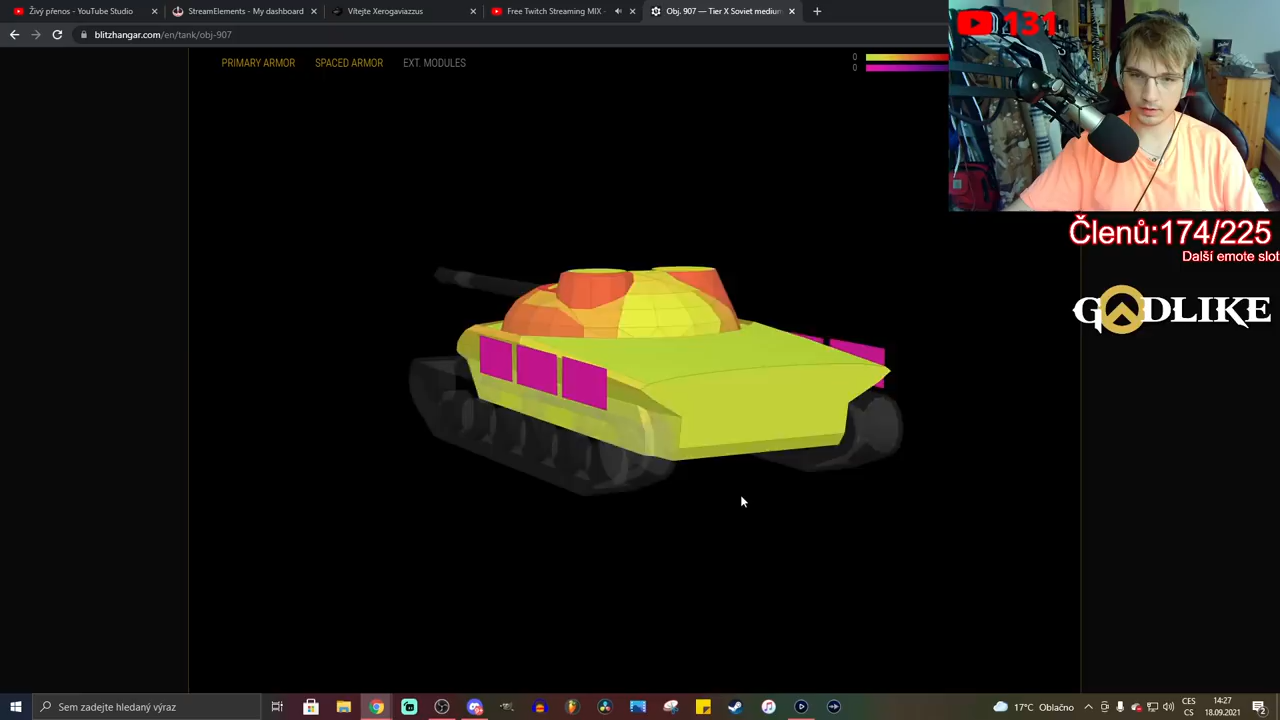 Živý přenos - YouTube Studio
StreamElements - My dashboard
Vítejte Xerogaviazzus
Free Twitch Streaming MIX -
Obj. 907 — Tier X Soviet medium
131
blitzhangar.com/en/tank/obj-907
PRIMARY ARMOR SPACED ARMOR EXT. MODULES
0
0
Členů:174/225
Další emote slot
GODLIKE
Sem zadejte hledaný výraz
17°C Oblačno
CES
CS
14:27
18.09.2021
2